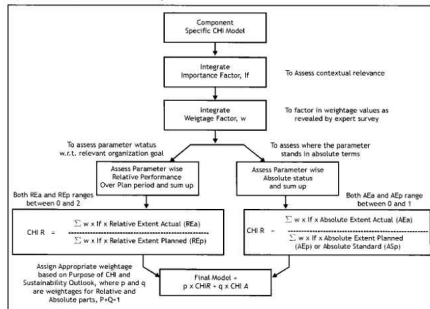 Component
Specific CHI Model
Integrate
Importance Factor, If
To Assess contextual relevance
Integrate
Weigtage Factor, w
To factor in weightage values as
revealed by expert survey
To assess parameter wtatus
w.r.t. relevant organization goal
To assess where the parameter
stands in absolute terms
Assess Parameter wise
Relative Performance
Over Plan period and sum up
Assess Parameter wise
Absolute status
and sum up
Both REa and REp ranges
between 0 and 2
Both AEa and AEp range
between 0 and 1
CHI R =
∑ w x If x Relative Extent Actual (REa)
∑ w x If x Relative Extent Planned (REp)
CHI R =
∑ w x If x Absolute Extent Actual (AEa)
∑ w x If x Absolute Extent Planned
(AEp) or Absolute Standard (ASp)
Assign Appropriate weightage
based on Purpose of CHI and
Sustainability Outlook, where p and q
are weightages for Relative and
Absolute parts, P+Q=1
Final Model =
p x CHIR + q x CHI A